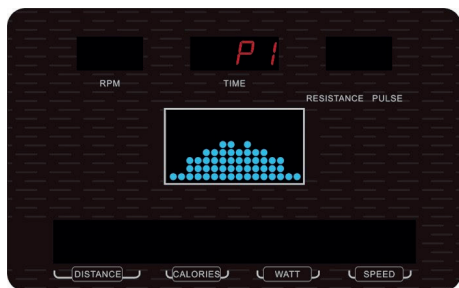 P1
RPM TIME
RESISTANCE PULSE
DISTANCE CALORIES WATT SPEED